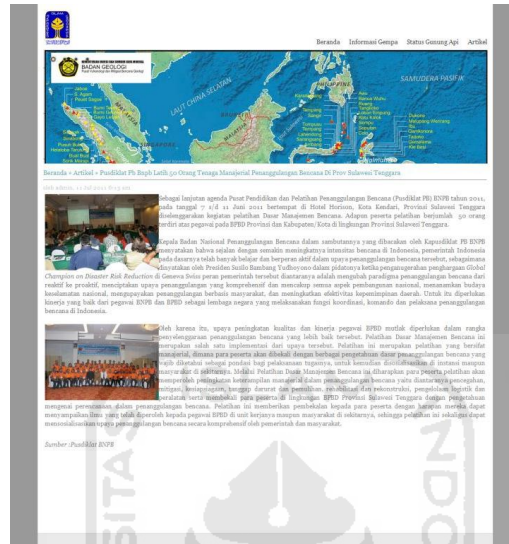 Beranda Informasi Gempa Status Gunung Api Artikel
BADAN GEOLOGI
LAUT CHINA SELATAN
SAMUDERA PASIFIK
Beranda » Artikel » Pusdiklat Pb Bnpb Latih 50 Orang Tenaga Manajerial Penanggulangan Bencana Di Prov Sulawesi Tenggara
Sebagai lanjutan agenda Pusat Pendidikan dan Pelatihan Penanggulangan Bencana (Pusdiklat PB) BNPB tahun 2011,
pada tanggal 7 s/d 11 Juni 2011 bertempat di Hotel Horison, Kota Kendari, Provinsi Sulawesi Tenggara
diselenggarakan kegiatan pelatihan Dasar Manajemen Bencana. Adapun peserta pelatihan berjumlah 50 orang
terdiri atas pegawai pada BPBD Provinsi dan Kabupaten/Kota di lingkungan Provinsi Sulawesi Tenggara.
Kepala Badan Nasional Penanggulangan Bencana dalam sambutannya yang dibacakan oleh Kapusdiklat PB BNPB
menyatakan bahwa sejalan dengan semakin meningkatnya intensitas bencana di Indonesia, pemerintah Indonesia
pada dasarnya telah banyak belajar dan berperan aktif dalam upaya penanggulangan bencana tersebut, sebagaimana
dinyatakan oleh Presiden Susilo Bambang Yudhoyono dalam pidatonya ketika penganugerahan penghargaan Global
Champion on Disaster Risk Reduction di Geneva Swiss peran pemerintah tersebut diantaranya adalah mengubah paradigma penanggulangan bencana dari
reaktif ke proaktif, menciptakan upaya penanggulangan yang komprehensif dan mencakup semua aspek pembangunan nasional, menanamkan budaya
keselamatan nasional, mengupayakan penanggulangan berbasis masyarakat, dan meningkatkan efektivitas kepemimpinan daerah. Untuk itu diperlukan
kinerja yang baik dari pegawai BNPB dan BPBD sebagai lembaga negara yang melaksanakan fungsi koordinasi, komando dan pelaksana penanggulangan
bencana di Indonesia.
Oleh karena itu, upaya peningkatan kualitas dan kinerja pegawai BPBD mutlak diperlukan dalam rangka
penyelenggaraan penanggulangan bencana yang lebih baik tersebut. Pelatihan Dasar Manajemen Bencana ini
merupakan salah satu implementasi dari upaya tersebut. Pelatihan ini merupakan pelatihan yang bersifat
manajerial, dimana para peserta akan dibekali dengan berbagai pengetahuan dasar penanggulangan bencana yang
wajib diketahui sebagai pondasi bagi pelaksanaan tugasnya, untuk kemudian disosialisasikan di instansi maupun
masyarakat di sekitarnya. Melalui Pelatihan Dasar Manajemen Bencana ini diharapkan para peserta pelatihan akan
memperoleh peningkatan keterampilan manajerial dalam penanggulangan bencana yaitu diantaranya pencegahan,
mitigasi, kesiapsiagaan, tanggap darurat dan pemulihan, rehabilitasi dan rekonstruksi, pengelolaan logistik dan
peralatan serta membekali para peserta di lingkungan BPBD Provinsi Sulawesi Tenggara dengan pengetahuan
mengenai perencanaan dalam penanggulangan bencana. Pelatihan ini memberikan pembekalan kepada para peserta dengan harapan mereka dapat
menyampaikan ilmu yang telah diperoleh kepada pegawai BPBD di unit kerjanya maupun masyarakat di sekitarnya, sehingga pelatihan ini sekaligus dapat
mensosialisasikan upaya penanggulangan bencana secara komprehensif oleh pemerintah dan masyarakat.
Sumber :Pusdiklat BNPB